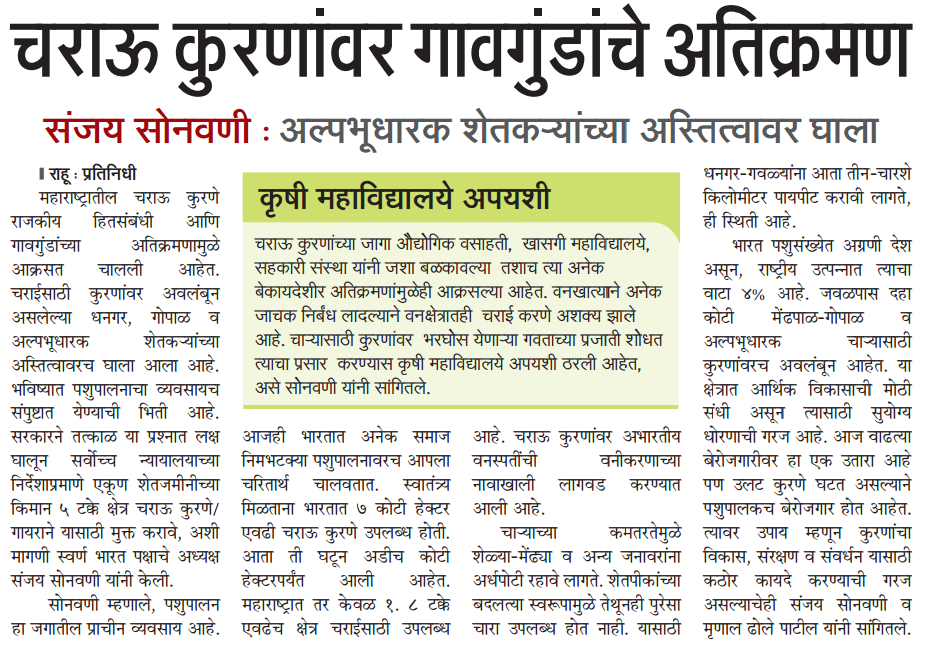 चराऊ कुरणांवर गावगुंडांचे अतिक्रमण
संजय सोनवणी : अल्पभूधारक शेतकऱ्यांच्या अस्तित्वावर घाला
राहू : प्रतिनिधी
महाराष्ट्रातील चराऊ कुरणे
राजकीय हितसंबंधी आणि
गावगुंडांच्या अतिक्रमणामुळे
आक्रसत चालली आहेत.
चराईसाठी कुरणांवर अवलंबून
असलेल्या धनगर, गोपाळ व
अल्पभूधारक शेतकऱ्यांच्या
अस्तित्वावरच घाला आला आहे.
भविष्यात पशुपालनाचा व्यवसायच
संपुष्टात येण्याची भिती आहे.
सरकारने तत्काळ या प्रश्नात लक्ष
घालून सर्वोच्च न्यायालयाच्या
निर्देशाप्रमाणे एकूण शेतजमीनीच्या
किमान ५ टक्के क्षेत्र चराऊ कुरणे/
गायराने यासाठी मुक्त करावे, अशी
मागणी स्वर्ण भारत पक्षाचे अध्यक्ष
संजय सोनवणी यांनी केली.
सोनवणी म्हणाले, पशुपालन
हा जगातील प्राचीन व्यवसाय आहे.
कृषी महाविद्यालये अपयशी
चराऊ कुरणांच्या जागा औद्योगिक वसाहती, खासगी महाविद्यालये,
सहकारी संस्था यांनी जशा बळकावल्या तशाच त्या अनेक
बेकायदेशीर अतिक्रमणांमुळेही आक्रसल्या आहेत. वनखात्याने अनेक
जाचक निर्बंध लादल्याने वनक्षेत्रातही चराई करणे अशक्य झाले
आहे. चाऱ्यासाठी कुरणांवर भरघोस येणाऱ्या गवताच्या प्रजाती शोधत
त्याचा प्रसार करण्यास कृषी महाविद्यालये अपयशी ठरली आहेत,
असे सोनवणी यांनी सांगितले.
आजही भारतात अनेक समाज
निमभटक्या पशुपालनावरच आपला
चरितार्थ चालवतात. स्वातंत्र्य
मिळताना भारतात ७ कोटी हेक्टर
एवढी चराऊ कुरणे उपलब्ध होती.
आता ती घटून अडीच कोटी
हेक्टरपर्यंत आली आहेत.
महाराष्ट्रात तर केवळ १. ८ टक्के
एवढेच क्षेत्र चराईसाठी उपलब्ध
आहे. चराऊ कुरणांवर अभारतीय
वनस्पतींची वनीकरणाच्या
नावाखाली लागवड करण्यात
आली आहे.
चाऱ्याच्या कमतरतेमुळे
शेळ्या-मेंढ्या व अन्य जनावरांना
अर्धपोटी रहावे लागते. शेतपीकांच्या
बदलत्या स्वरूपामुळे तेथूनही पुरेसा
चारा उपलब्ध होत नाही. यासाठी
धनगर-गवळ्यांना आता तीन-चारशे
किलोमीटर पायपीट करावी लागते,
ही स्थिती आहे.
भारत पशुसंख्येत अग्रणी देश
असून, राष्ट्रीय उत्पन्नात त्याचा
वाटा ४% आहे. जवळपास दहा
कोटी मेंढपाळ-गोपाळ व
अल्पभूधारक चाऱ्यासाठी
कुरणांवरच अवलंबून आहेत. या
क्षेत्रात आर्थिक विकासाची मोठी
संधी असून त्यासाठी सुयोग्य
धोरणाची गरज आहे. आज वाढत्या
बेरोजगारीवर हा एक उतारा आहे
पण उलट कुरणे घटत असल्याने
पशुपालकच बेरोजगार होत आहेत.
त्यावर उपाय म्हणून कुरणांचा
विकास, संरक्षण व संवर्धन यासाठी
कठोर कायदे करण्याची गरज
असल्याचेही संजय सोनवणी व
मृणाल ढोले पाटील यांनी सांगितले.